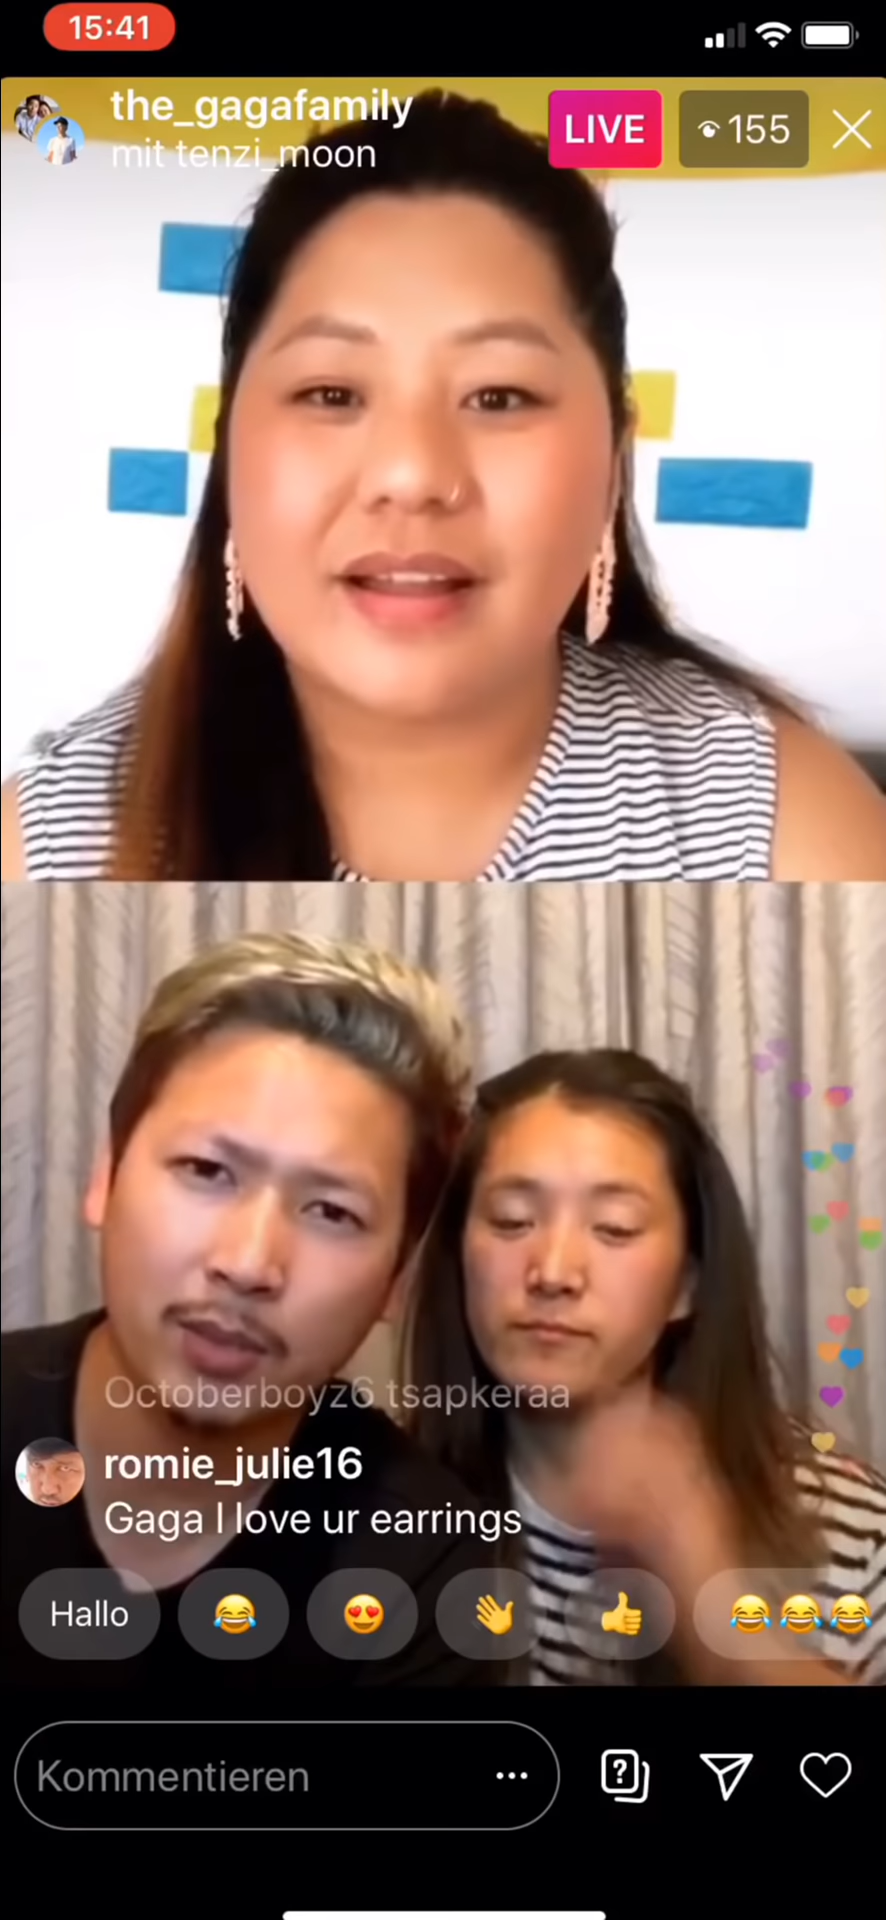 15:41
the_gagafamily
LIVE
155
mit tenzi_moon
Octoberboyz6 tsapkeraa
romie_julie16
Gaga I love ur earrings
Hallo
Kommentieren